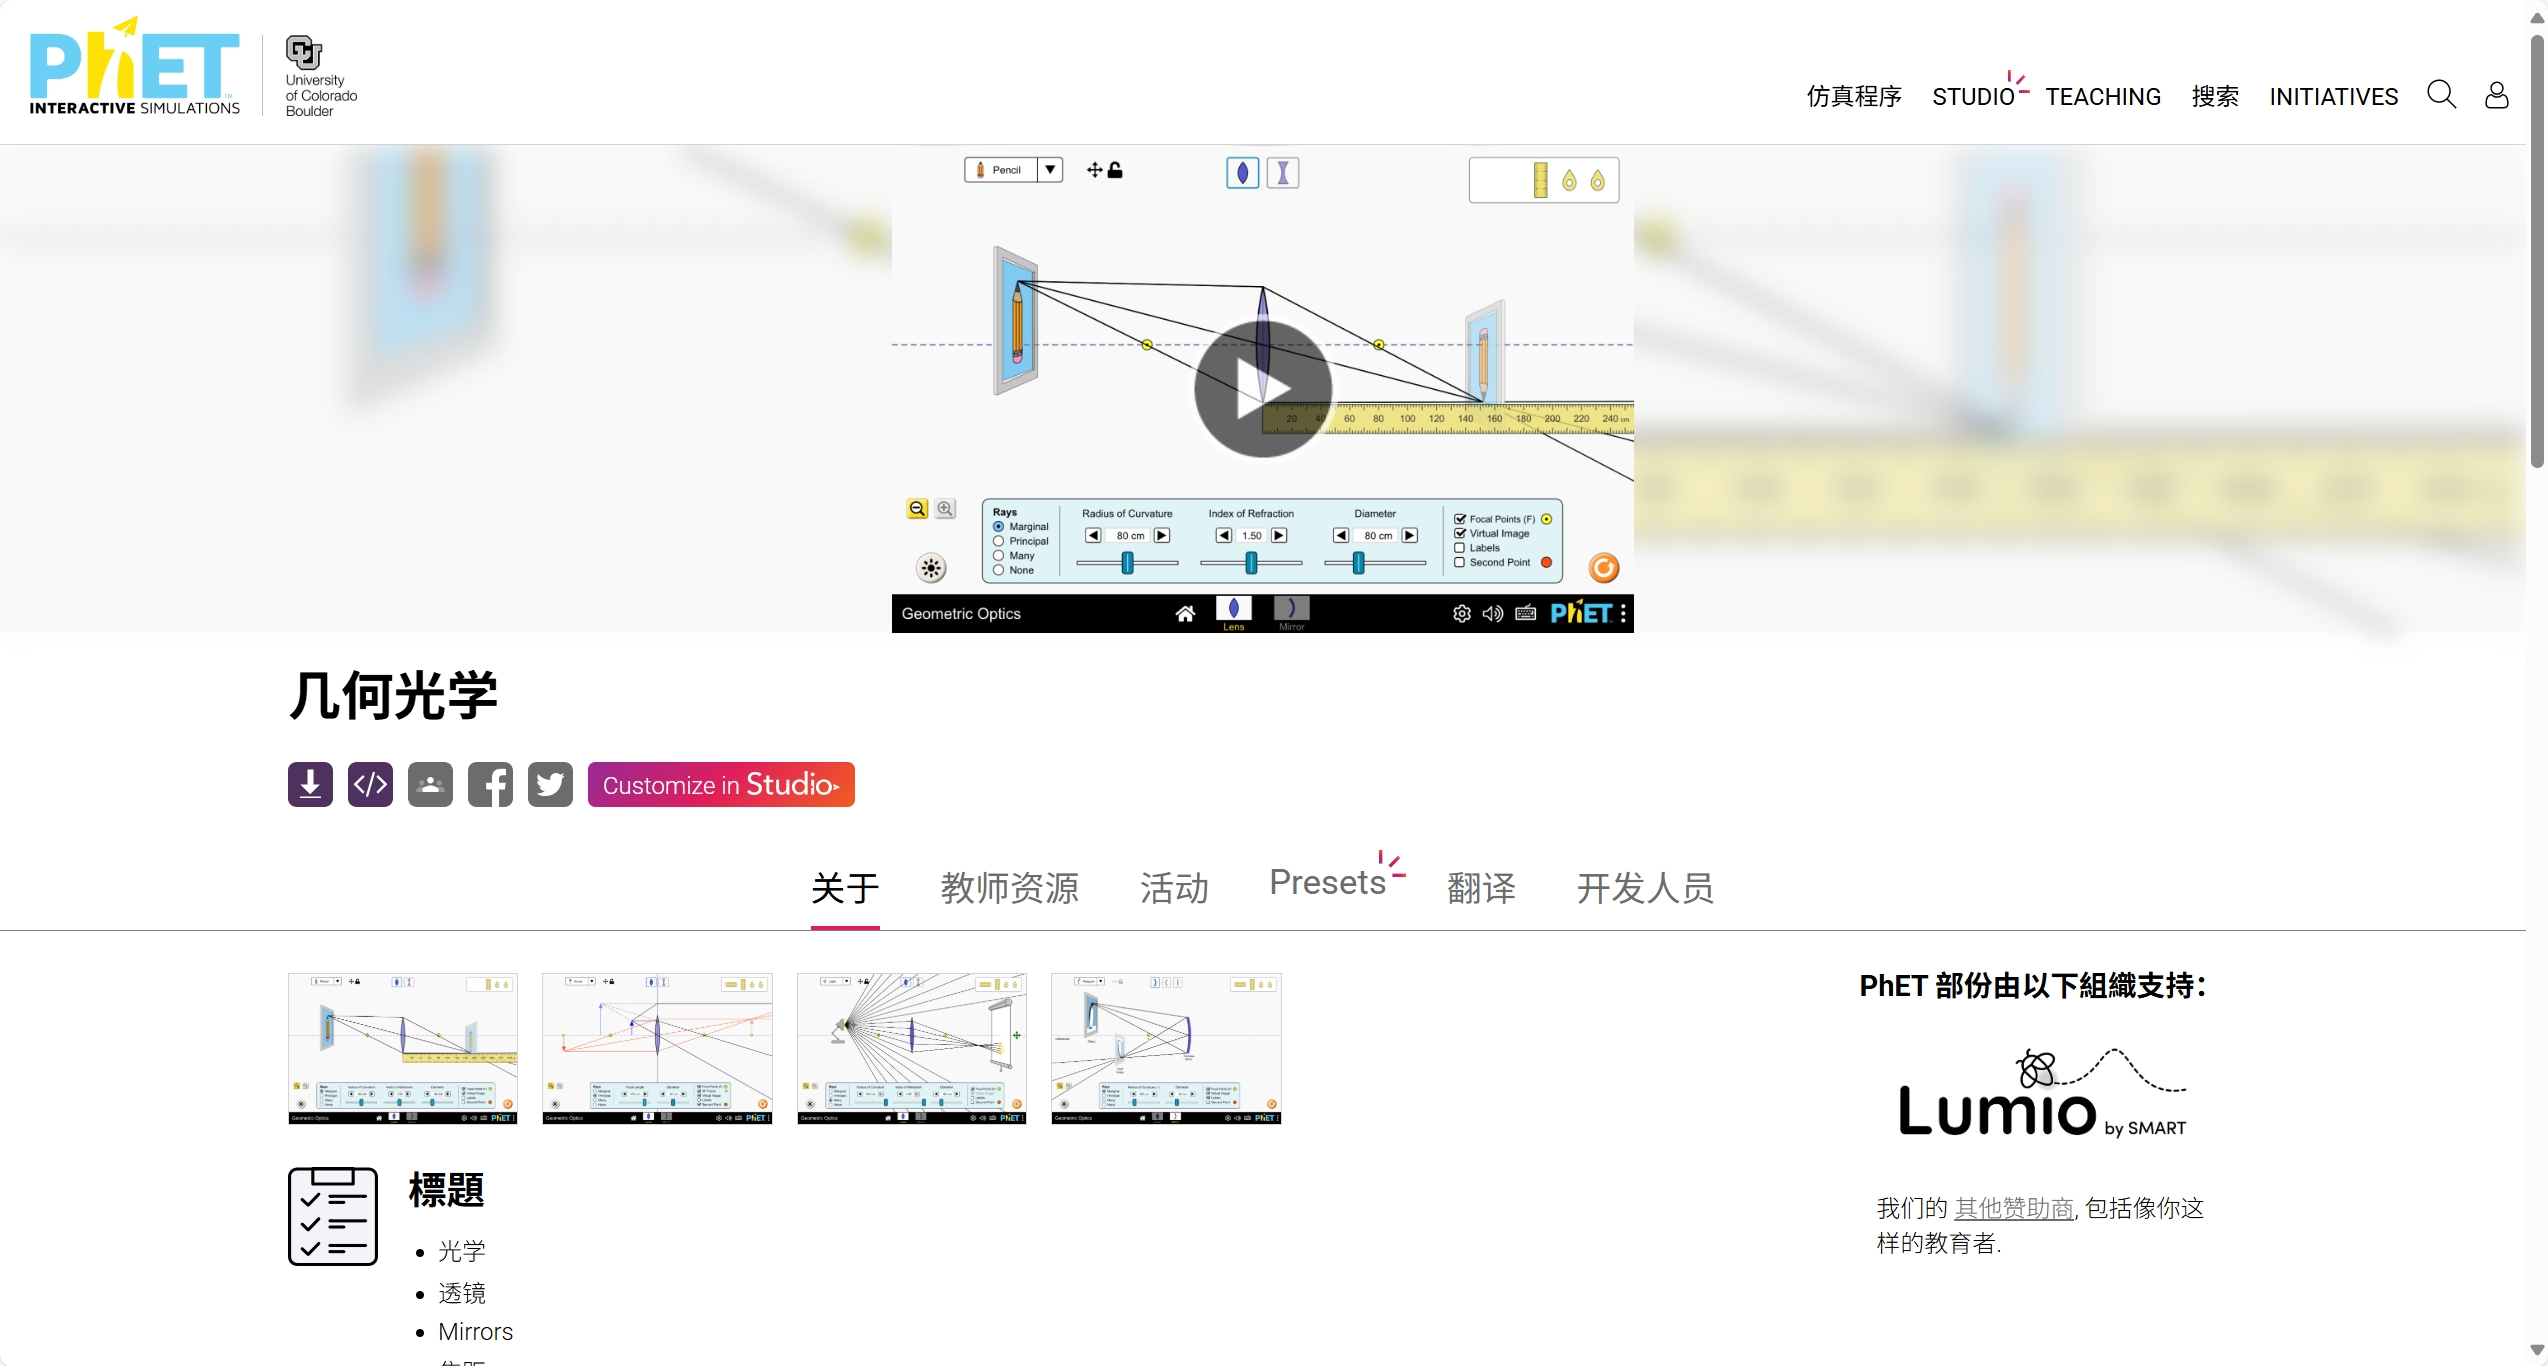 PhET
INTERACTIVE SIMULATIONS
University
of Colorado
Boulder
仿真程序
STUDIO
TEACHING
搜索
INITIATIVES
Pencil
20 40 60 80 100 120 140 160 180 200 220 240 cm
Rays
Marginal
Principal
Many
None
Radius of Curvature
80 cm
Index of Refraction
1.50
Diameter
80 cm
Focal Points (F)
Virtual Image
Labels
Second Point
Geometric Optics
Lens
Mirror
PhET
几何光学
Customize in Studio
关于
教师资源
活动
Presets
翻译
开发人员
標題
光学
透镜
Mirrors
PhET 部份由以下組織支持：
Lumio by SMART
我们的 其他赞助商, 包括像你这
样的教育者.